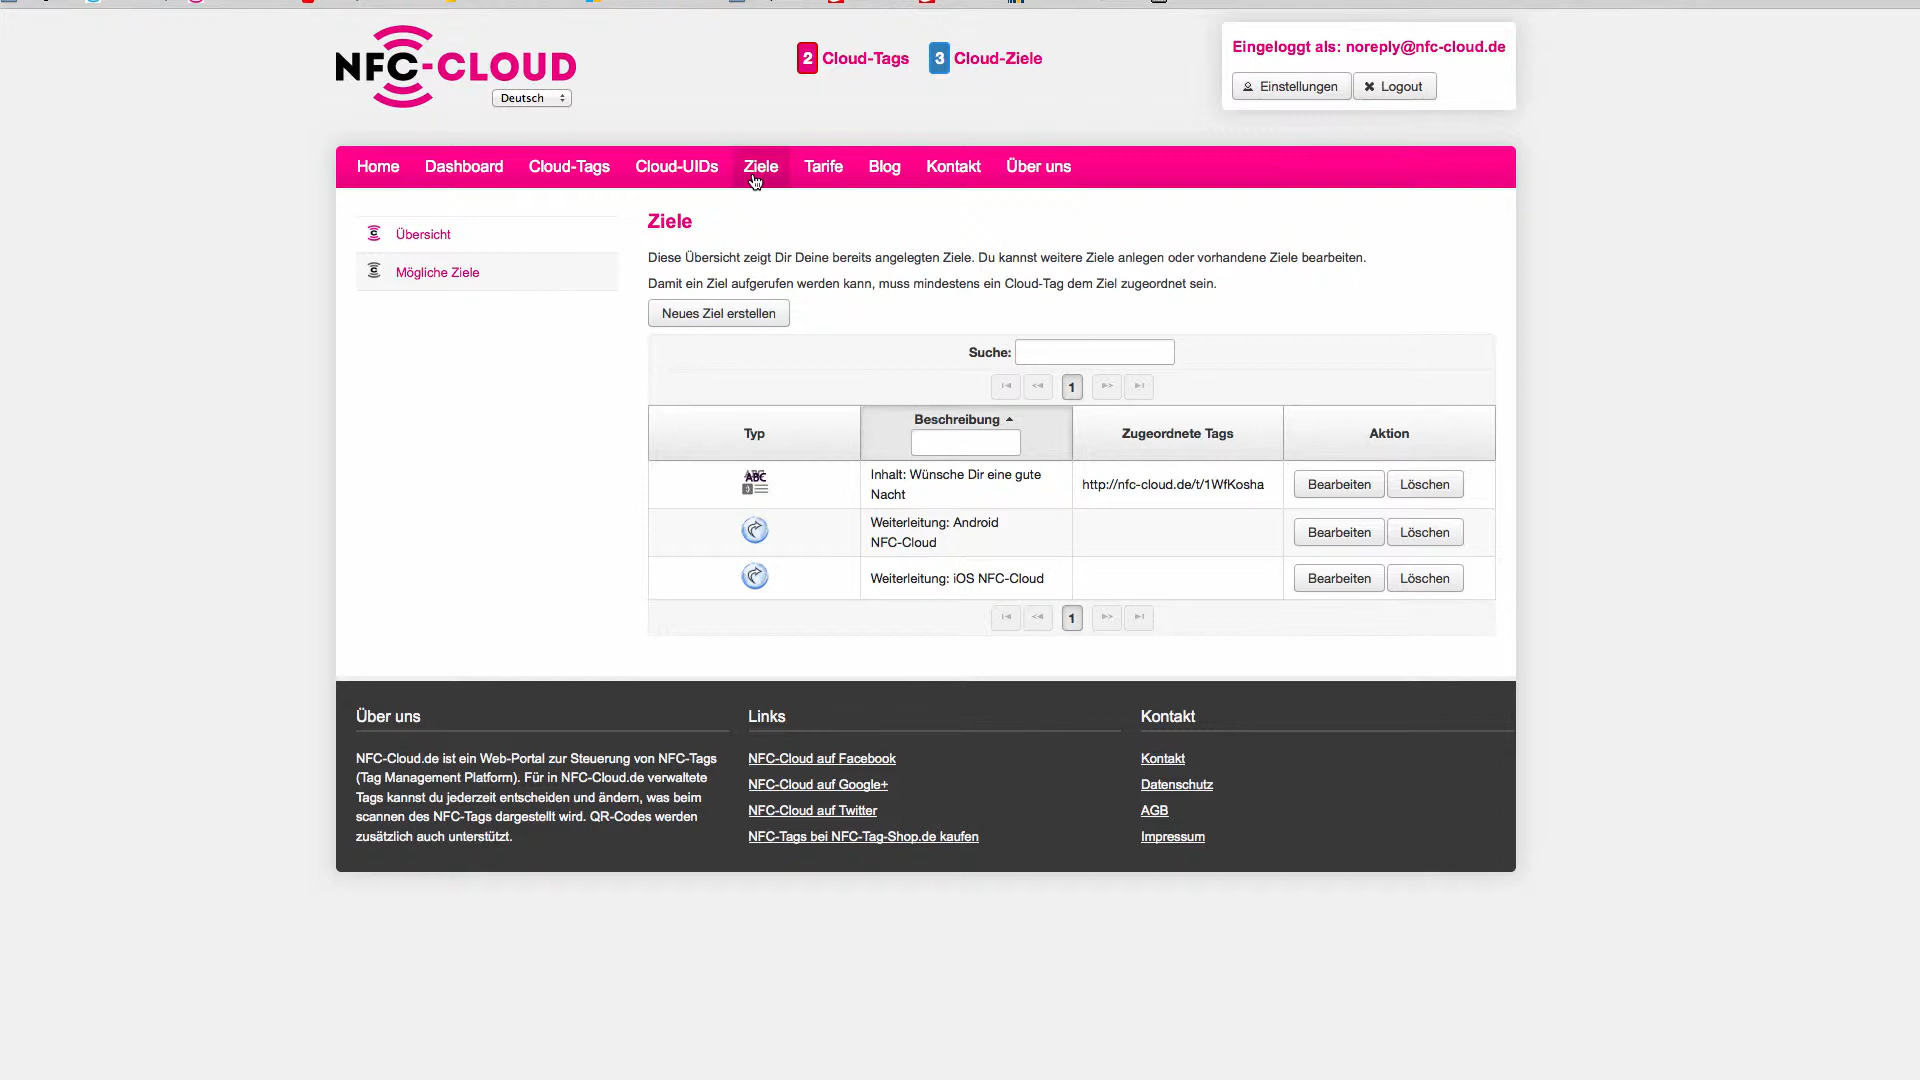 NFC-CLOUD
Deutsch
2 Cloud-Tags 3 Cloud-Ziele
Eingeloggt als: noreply@nfc-cloud.de
Einstellungen Logout
Home Dashboard Cloud-Tags Cloud-UIDs Ziele Tarife Blog Kontakt Über uns
Übersicht
Mögliche Ziele
Ziele
Diese Übersicht zeigt Dir Deine bereits angelegten Ziele. Du kannst weitere Ziele anlegen oder vorhandene Ziele bearbeiten.
Damit ein Ziel aufgerufen werden kann, muss mindestens ein Cloud-Tag dem Ziel zugeordnet sein.
Neues Ziel erstellen
Suche:
1
Typ Beschreibung Zugeordnete Tags Aktion
ABC Inhalt: Wünsche Dir eine gute
Nacht
http://nfc-cloud.de/t/1WfKosha Bearbeiten Löschen
Weiterleitung: Android
NFC-Cloud
Bearbeiten Löschen
Weiterleitung: iOS NFC-Cloud Bearbeiten Löschen
1
Über uns
NFC-Cloud.de ist ein Web-Portal zur Steuerung von NFC-Tags
(Tag Management Platform). Für in NFC-Cloud.de verwaltete
Tags kannst du jederzeit entscheiden und ändern, was beim
scannen des NFC-Tags dargestellt wird. QR-Codes werden
zusätzlich auch unterstützt.
Links
NFC-Cloud auf Facebook
NFC-Cloud auf Google+
NFC-Cloud auf Twitter
NFC-Tags bei NFC-Tag-Shop.de kaufen
Kontakt
Kontakt
Datenschutz
AGB
Impressum